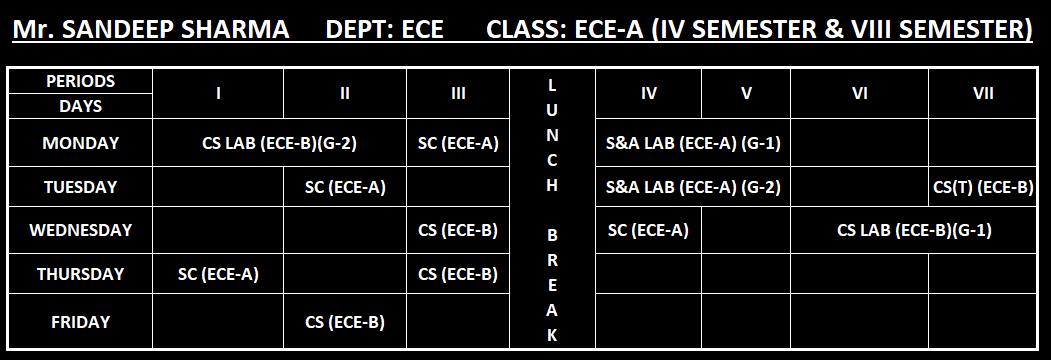 Mr. SANDEEP SHARMA DEPT: ECE CLASS: ECE-A (IV SEMESTER & VIII SEMESTER)
PERIODS
DAYS
I II III LUNCH BREAK IV V VI VII
MONDAY CS LAB (ECE-B)(G-2) SC (ECE-A) S&A LAB (ECE-A) (G-1)
TUESDAY SC (ECE-A) S&A LAB (ECE-A) (G-2) CS(T) (ECE-B)
WEDNESDAY CS (ECE-B) SC (ECE-A) CS LAB (ECE-B)(G-1)
THURSDAY SC (ECE-A) CS (ECE-B)
FRIDAY CS (ECE-B)